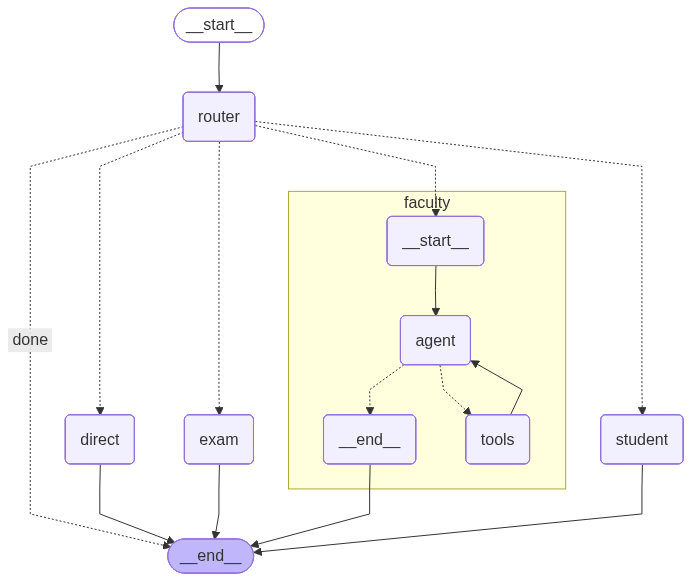 __start__
router
faculty
__start__
done
agent
direct
exam
__end__
tools
student
__end__